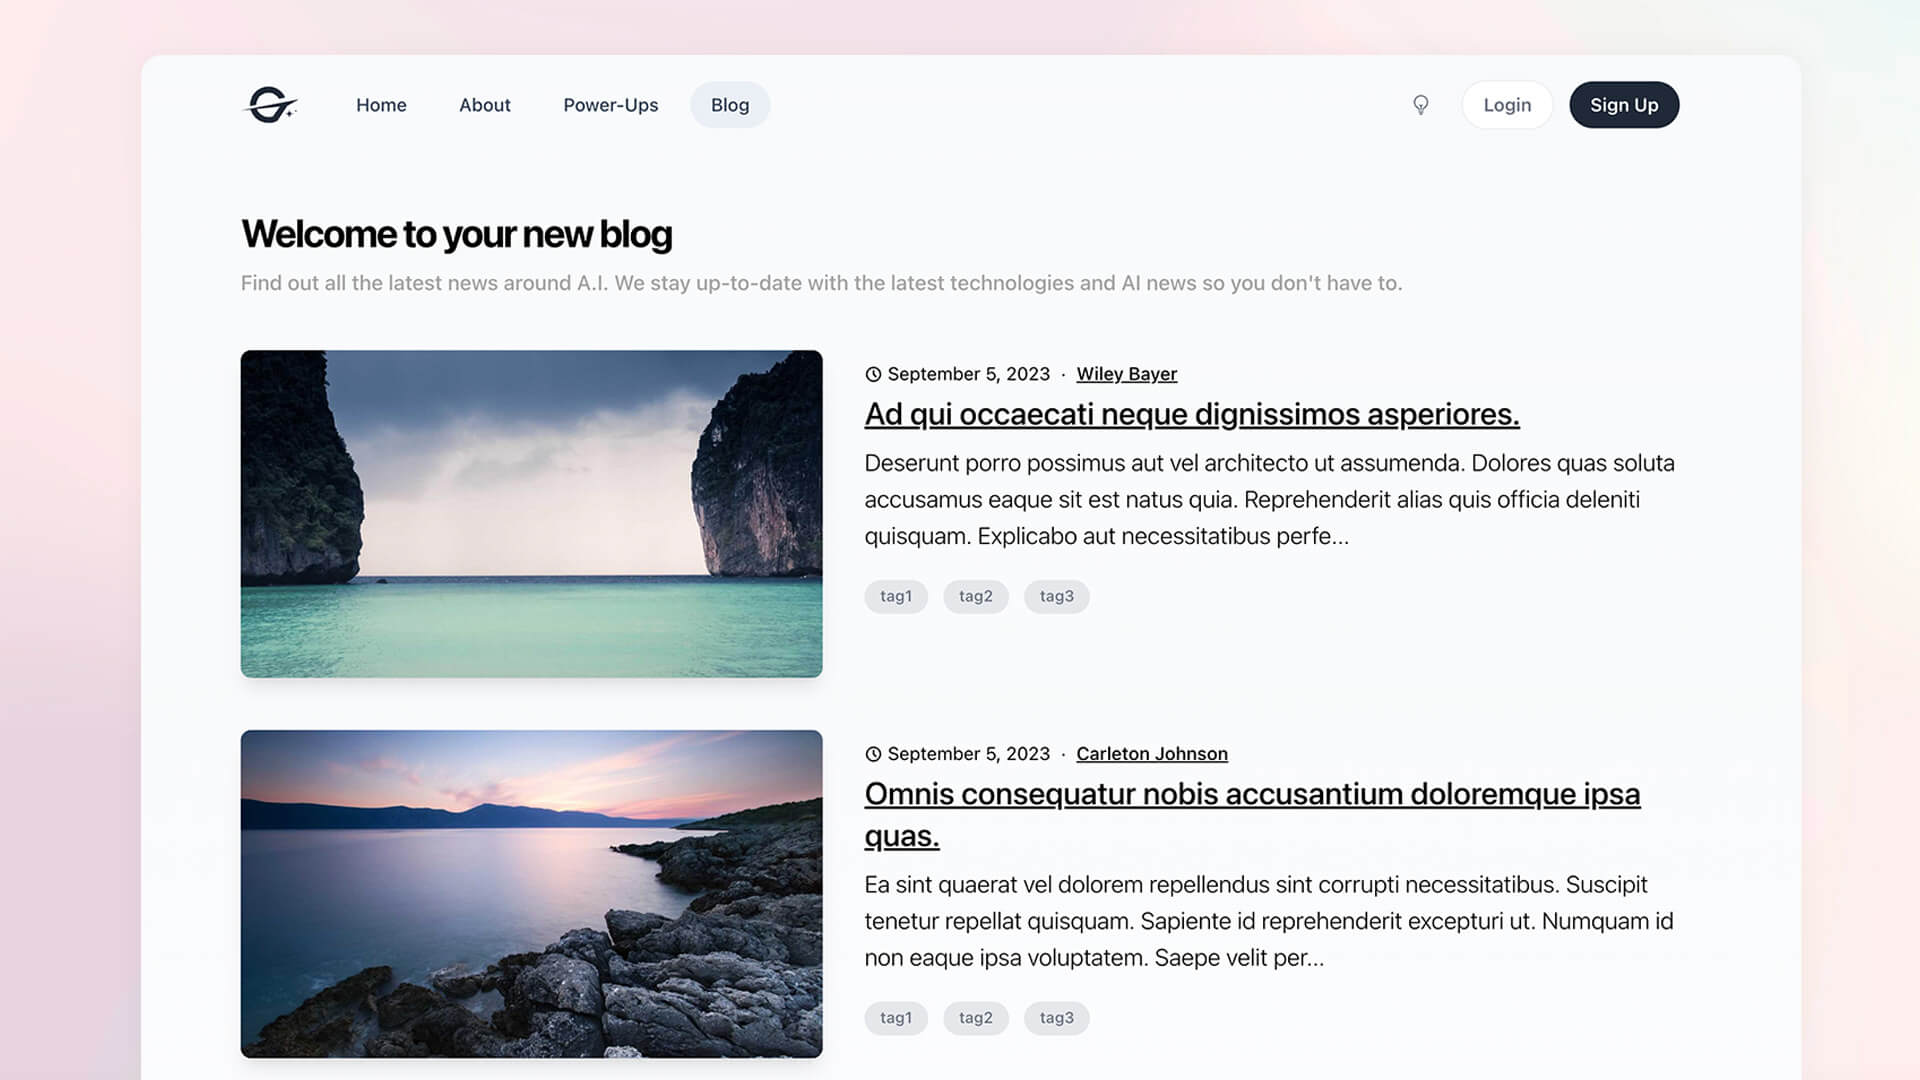 Home About Power-Ups Blog Login Sign Up
Welcome to your new blog
Find out all the latest news around A.I. We stay up-to-date with the latest technologies and AI news so you don't have to.
September 5, 2023 · Wiley Bayer
Ad qui occaecati neque dignissimos asperiores.
Deserunt porro possimus aut vel architecto ut assumenda. Dolores quas soluta
accusamus eaque sit est natus quia. Reprehenderit alias quis officia deleniti
quisquam. Explicabo aut necessitatibus perfe...
tag1 tag2 tag3
September 5, 2023 · Carleton Johnson
Omnis consequatur nobis accusantium doloremque ipsa
quas.
Ea sint quaerat vel dolorem repellendus sint corrupti necessitatibus. Suscipit
tenetur repellat quisquam. Sapiente id reprehenderit excepturi ut. Numquam id
non eaque ipsa voluptatem. Saepe velit per...
tag1 tag2 tag3